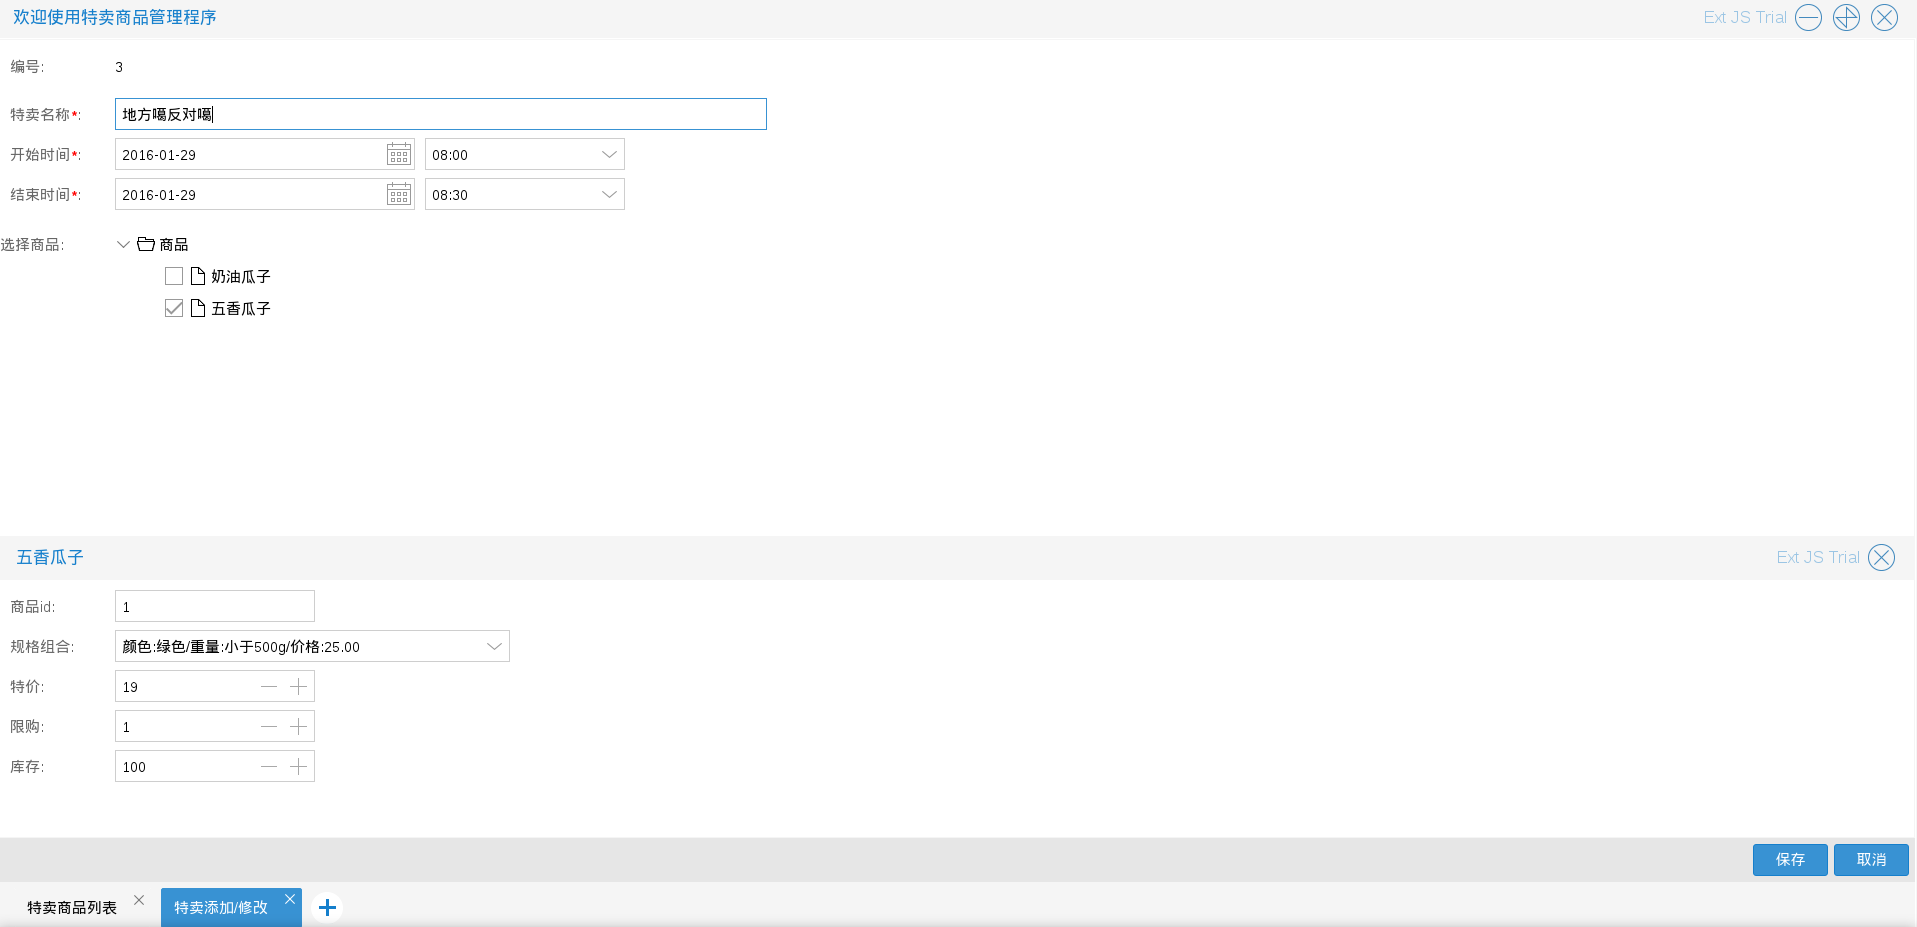 欢迎使用特卖商品管理程序 Ext JS Trial
编号: 3
特卖名称*: 地方噶反对噶
开始时间*: 2016-01-29 08:00
结束时间*: 2016-01-29 08:30
选择商品: 商品
奶油瓜子
五香瓜子
五香瓜子 Ext JS Trial
商品id: 1
规格组合: 颜色:绿色/重量:小于500g/价格:25.00
特价: 19
限购: 1
库存: 100
保存 取消
特卖商品列表 特卖添加/修改